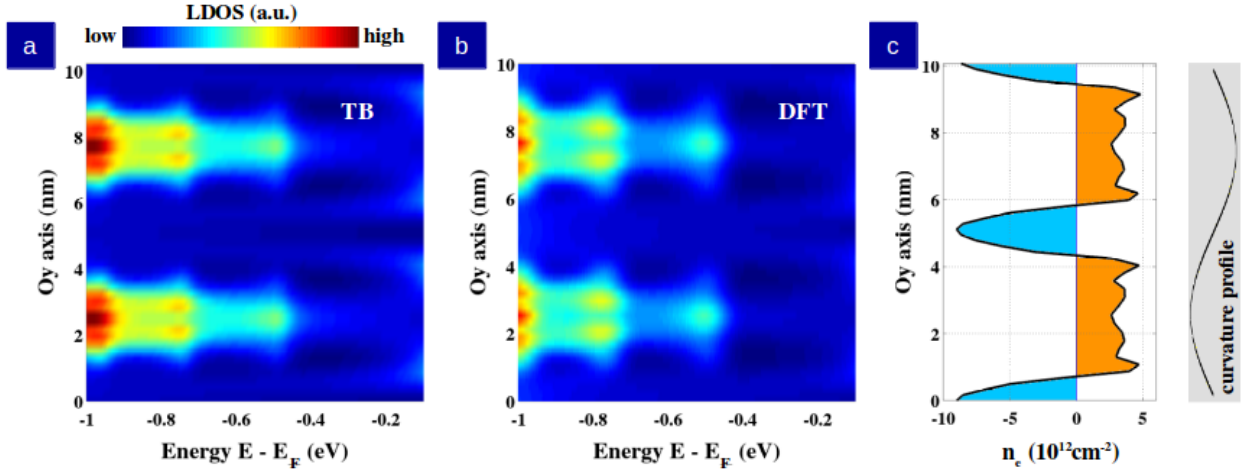 LDOS (a.u.)
a
low
high
b
c
TB
DFT
10
8
6
4
2
0
Oy axis (nm)
-1
-0.8
-0.6
-0.4
-0.2
Energy E - E_F (eV)
10
8
6
4
2
0
Oy axis (nm)
-1
-0.8
-0.6
-0.4
-0.2
Energy E - E_F (eV)
10
8
6
4
2
0
Oy axis (nm)
-10
-5
0
5
n_e (10^12 cm^-2)
curvature profile